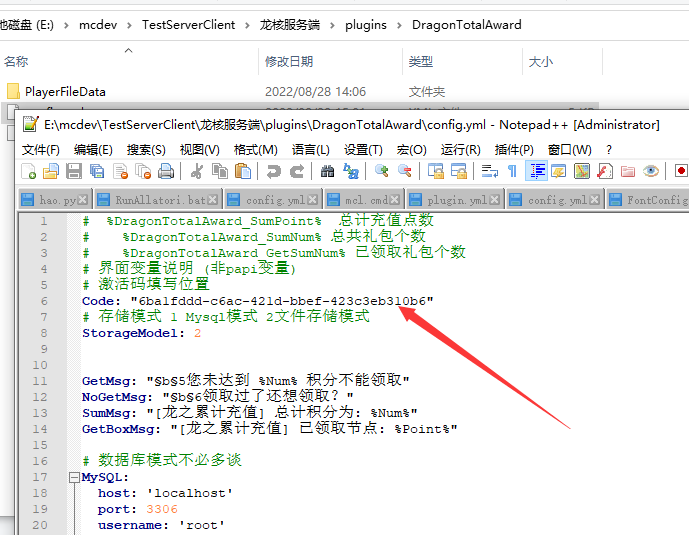 地磁盘 (E:) > mcdev > TestServerClient > 龙核服务端 > plugins > DragonTotalAward
名称 修改日期 类型 大小
PlayerFileData 2022/08/28 14:06 文件夹
E:\mcdev\TestServerClient\龙核服务端\plugins\DragonTotalAward\config.yml - Notepad++ [Administrator]
文件(F) 编辑(E) 搜索(S) 视图(V) 格式(M) 语言(L) 设置(T) 宏(O) 运行(R) 插件(P) 窗口(W) ?
hao.py RunAllatori.bat config.yml mcl.cmd plugin.yml config.yml FontConfig
1 # %DragonTotalAward_SumPoint% 总计充值点数
2 # %DragonTotalAward_SumNum% 总共礼包个数
3 # %DragonTotalAward_GetSumNum% 已领取礼包个数
4 # 界面变量说明 (非papi变量)
5 # 激活码填写位置
6 Code: "6ba1fddd-c6ac-421d-bbef-423c3eb310b6"
7 # 存储模式 1 Mysql模式 2文件存储模式
8 StorageModel: 2
9
10
11 GetMsg: "§b§5您未达到 %Num% 积分不能领取"
12 NoGetMsg: "§b§6领取过了还想领取？"
13 SumMsg: "[龙之累计充值] 总计积分为：%Num%"
14 GetBoxMsg: "[龙之累计充值] 已领取节点：%Point%"
15
16 # 数据库模式不必多谈
17 MySQL:
18 host: 'localhost'
19 port: 3306
20 username: 'root'